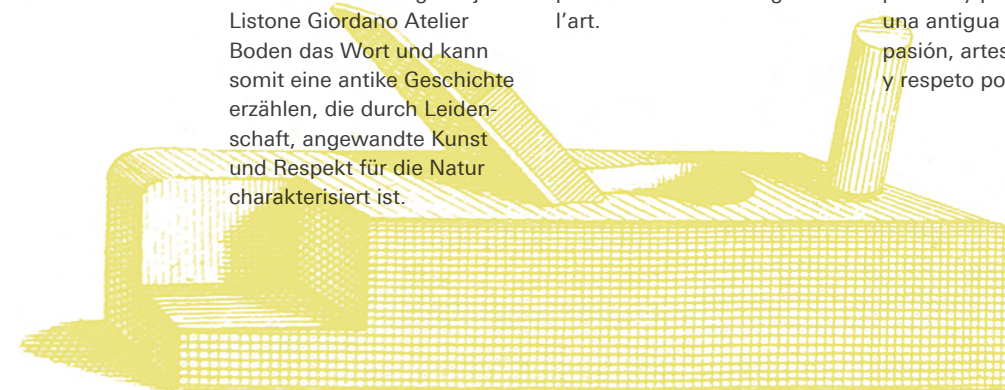 Listone Giordano Atelier
Boden das Wort und kann
somit eine antike Geschichte
erzählen, die durch Leiden-
schaft, angewandte Kunst
und Respekt für die Natur
charakterisiert ist.
l'art.
una antigua
pasión, artes
y respeto po